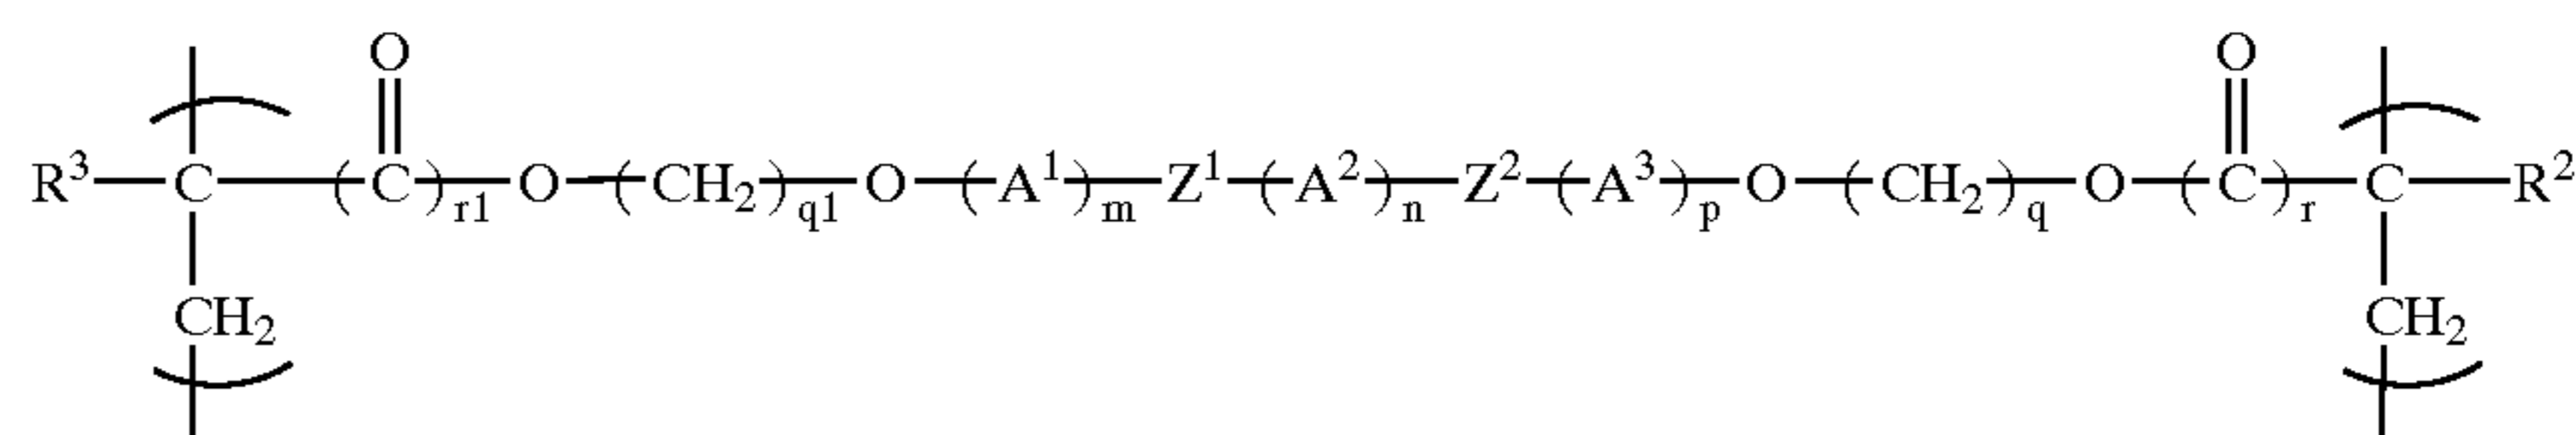 O O
R³—C—(C)r1—O—(CH₂)q1—O—(A¹)m—Z¹—(A²)n—Z²—(A³)p—O—(CH₂)q—O—(C)r—C—R²
CH₂ CH₂